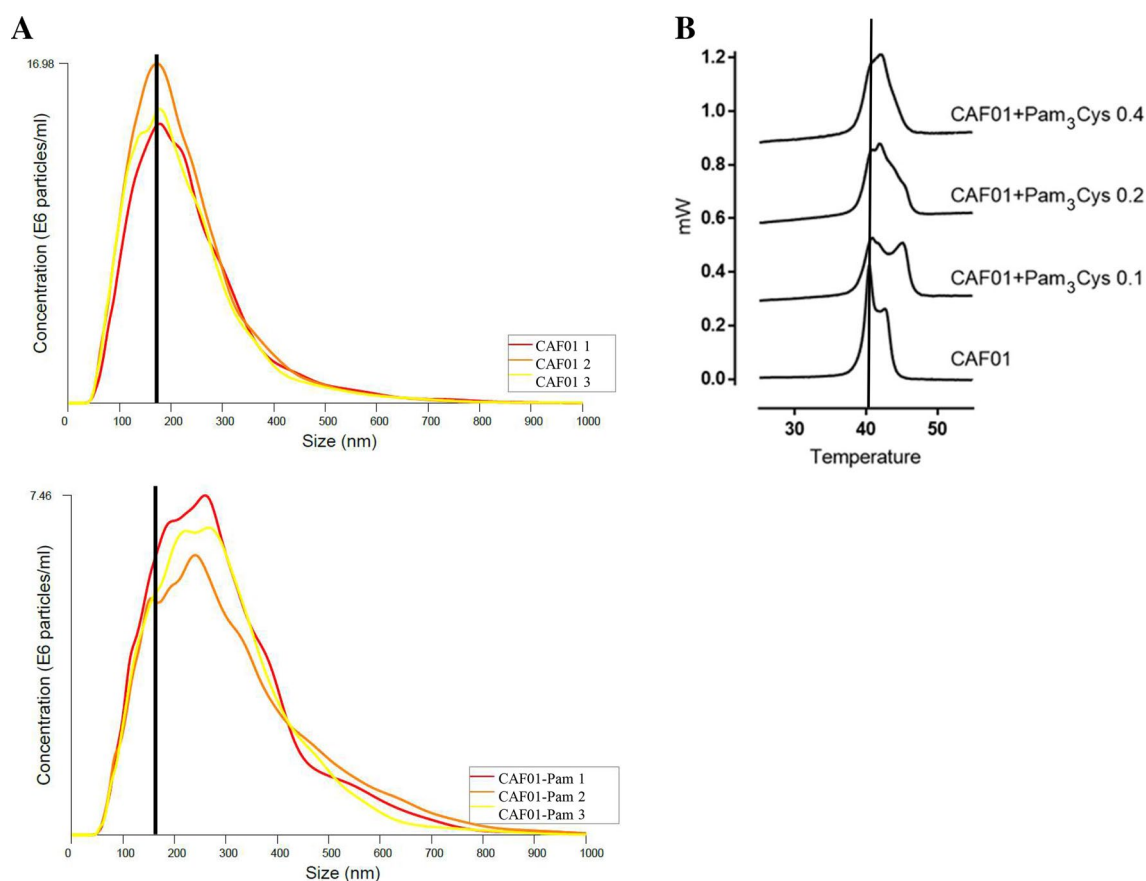 A
16.98
Concentration (E6 particles/ml)
CAF01 1
CAF01 2
CAF01 3
0 100 200 300 400 500 600 700 800 900 1000
Size (nm)
7.46
Concentration (E6 particles/ml)
CAF01-Pam 1
CAF01-Pam 2
CAF01-Pam 3
0 100 200 300 400 500 600 700 800 900 1000
Size (nm)
B
1.2
1.0
0.8
0.6
0.4
0.2
0.0
mW
CAF01+Pam₃Cys 0.4
CAF01+Pam₃Cys 0.2
CAF01+Pam₃Cys 0.1
CAF01
30 40 50
Temperature